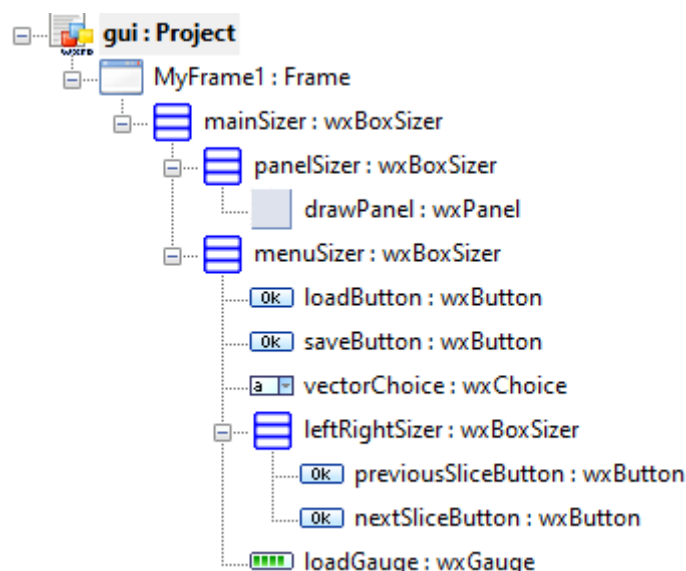 gui : Project
MyFrame1 : Frame
mainSizer : wxBoxSizer
panelSizer : wxBoxSizer
drawPanel : wxPanel
menuSizer : wxBoxSizer
Ok loadButton : wxButton
Ok saveButton : wxButton
a vectorChoice : wxChoice
leftRightSizer : wxBoxSizer
Ok previousSliceButton : wxButton
Ok nextSliceButton : wxButton
loadGauge : wxGauge